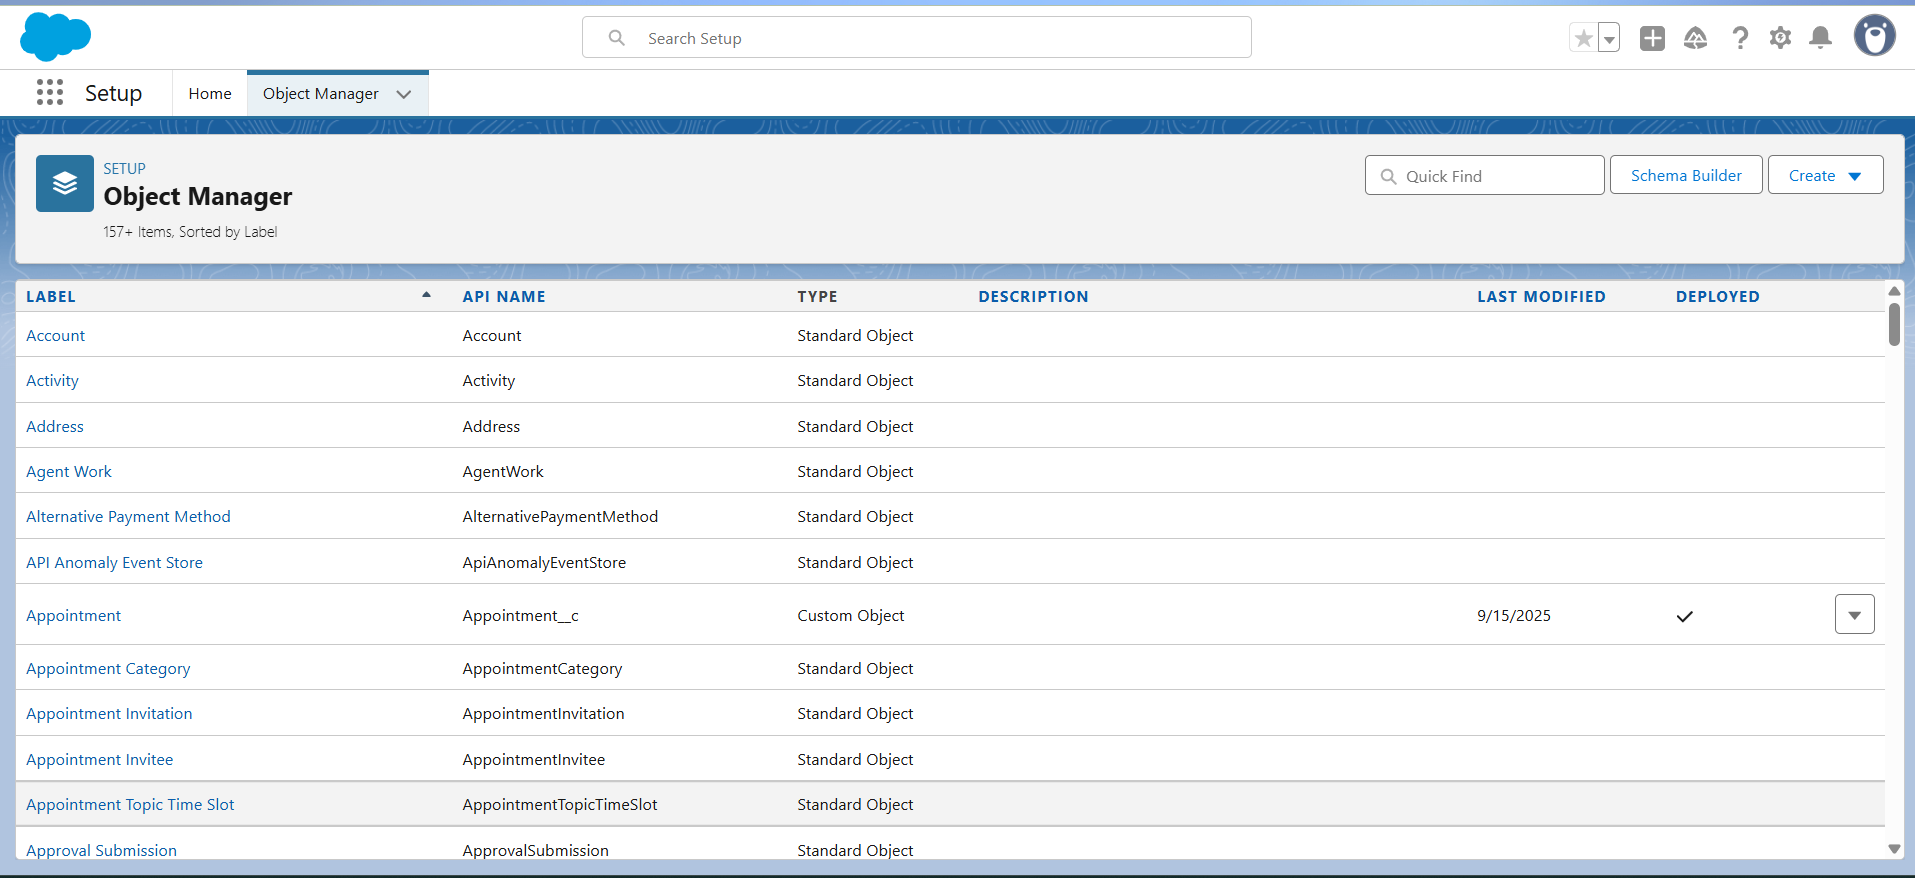 Search Setup
Setup Home Object Manager
SETUP
Object Manager
157+ Items, Sorted by Label
Quick Find Schema Builder Create
LABEL API NAME TYPE DESCRIPTION LAST MODIFIED DEPLOYED
Account Account Standard Object
Activity Activity Standard Object
Address Address Standard Object
Agent Work AgentWork Standard Object
Alternative Payment Method AlternativePaymentMethod Standard Object
API Anomaly Event Store ApiAnomalyEventStore Standard Object
Appointment Appointment__c Custom Object 9/15/2025
Appointment Category AppointmentCategory Standard Object
Appointment Invitation AppointmentInvitation Standard Object
Appointment Invitee AppointmentInvitee Standard Object
Appointment Topic Time Slot AppointmentTopicTimeSlot Standard Object
Approval Submission ApprovalSubmission Standard Object